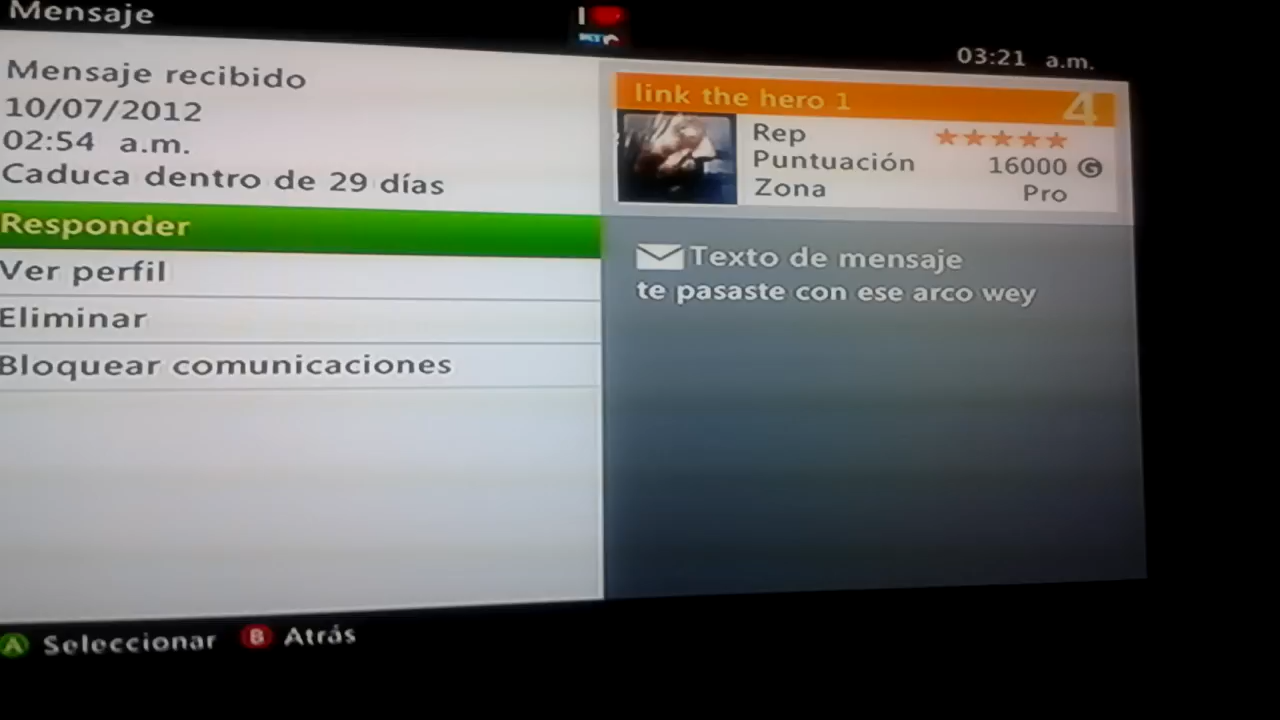 Mensaje
I
03:21 a.m.
Mensaje recibido
10/07/2012
02:54 a.m.
Caduca dentro de 29 días
Responder
Ver perfil
Eliminar
Bloquear comunicaciones
link the hero 1
4
Rep ★★★★★
Puntuación 16000 G
Zona Pro
Texto de mensaje
te pasaste con ese arco wey
A Seleccionar B Atrás